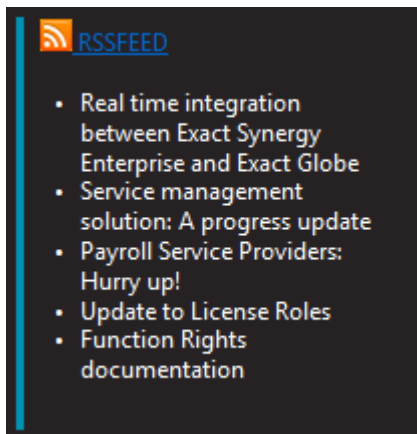 RSSFEED
• Real time integration
between Exact Synergy
Enterprise and Exact Globe
• Service management
solution: A progress update
• Payroll Service Providers:
Hurry up!
• Update to License Roles
• Function Rights
documentation